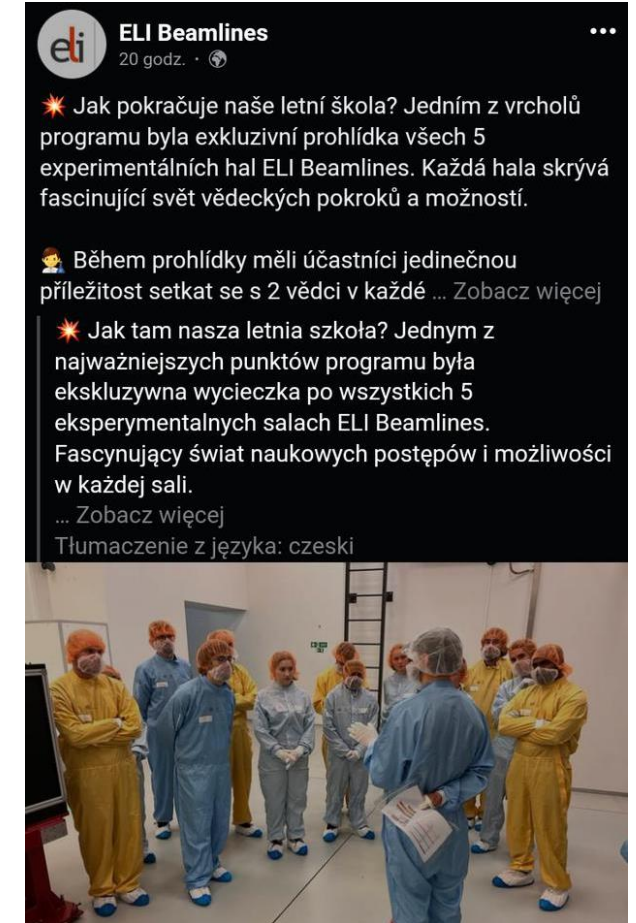 eli
ELI Beamlines
20 godz. ·
💥 Jak pokračuje naše letní škola? Jedním z vrcholů
programu byla exkluzivní prohlídka všech 5
experimentálních hal ELI Beamlines. Každá hala skrývá
fascinující svět vědeckých pokroků a možností.
👩‍🔬 Během prohlídky měli účastníci jedinečnou
příležitost setkat se s 2 vědci v každé ... Zobacz więcej
💥 Jak tam nasza letnia szkoła? Jednym z
najważniejszych punktów programu była
ekskluzywna wycieczka po wszystkich 5
eksperymentalnych salach ELI Beamlines.
Fascynujący świat naukowych postępów i możliwości
w każdej sali.
... Zobacz więcej
Tłumaczenie z języka: czeski